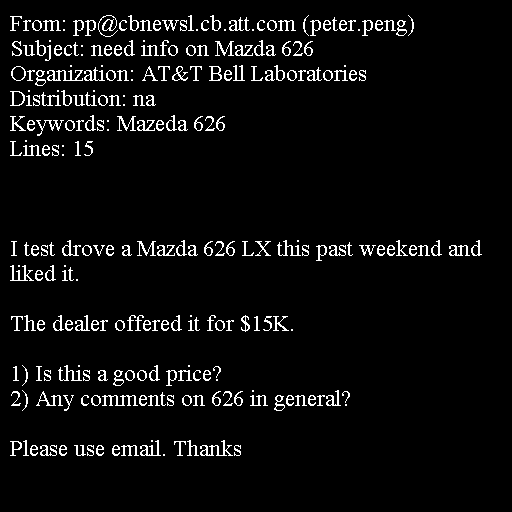 From: pp@cbnewsl.cb.att.com (peter.peng)
Subject: need info on Mazda 626
Organization: AT&T Bell Laboratories
Distribution: na
Keywords: Mazeda 626
Lines: 15
I test drove a Mazda 626 LX this past weekend and
liked it.
The dealer offered it for $15K.
1) Is this a good price?
2) Any comments on 626 in general?
Please use email. Thanks